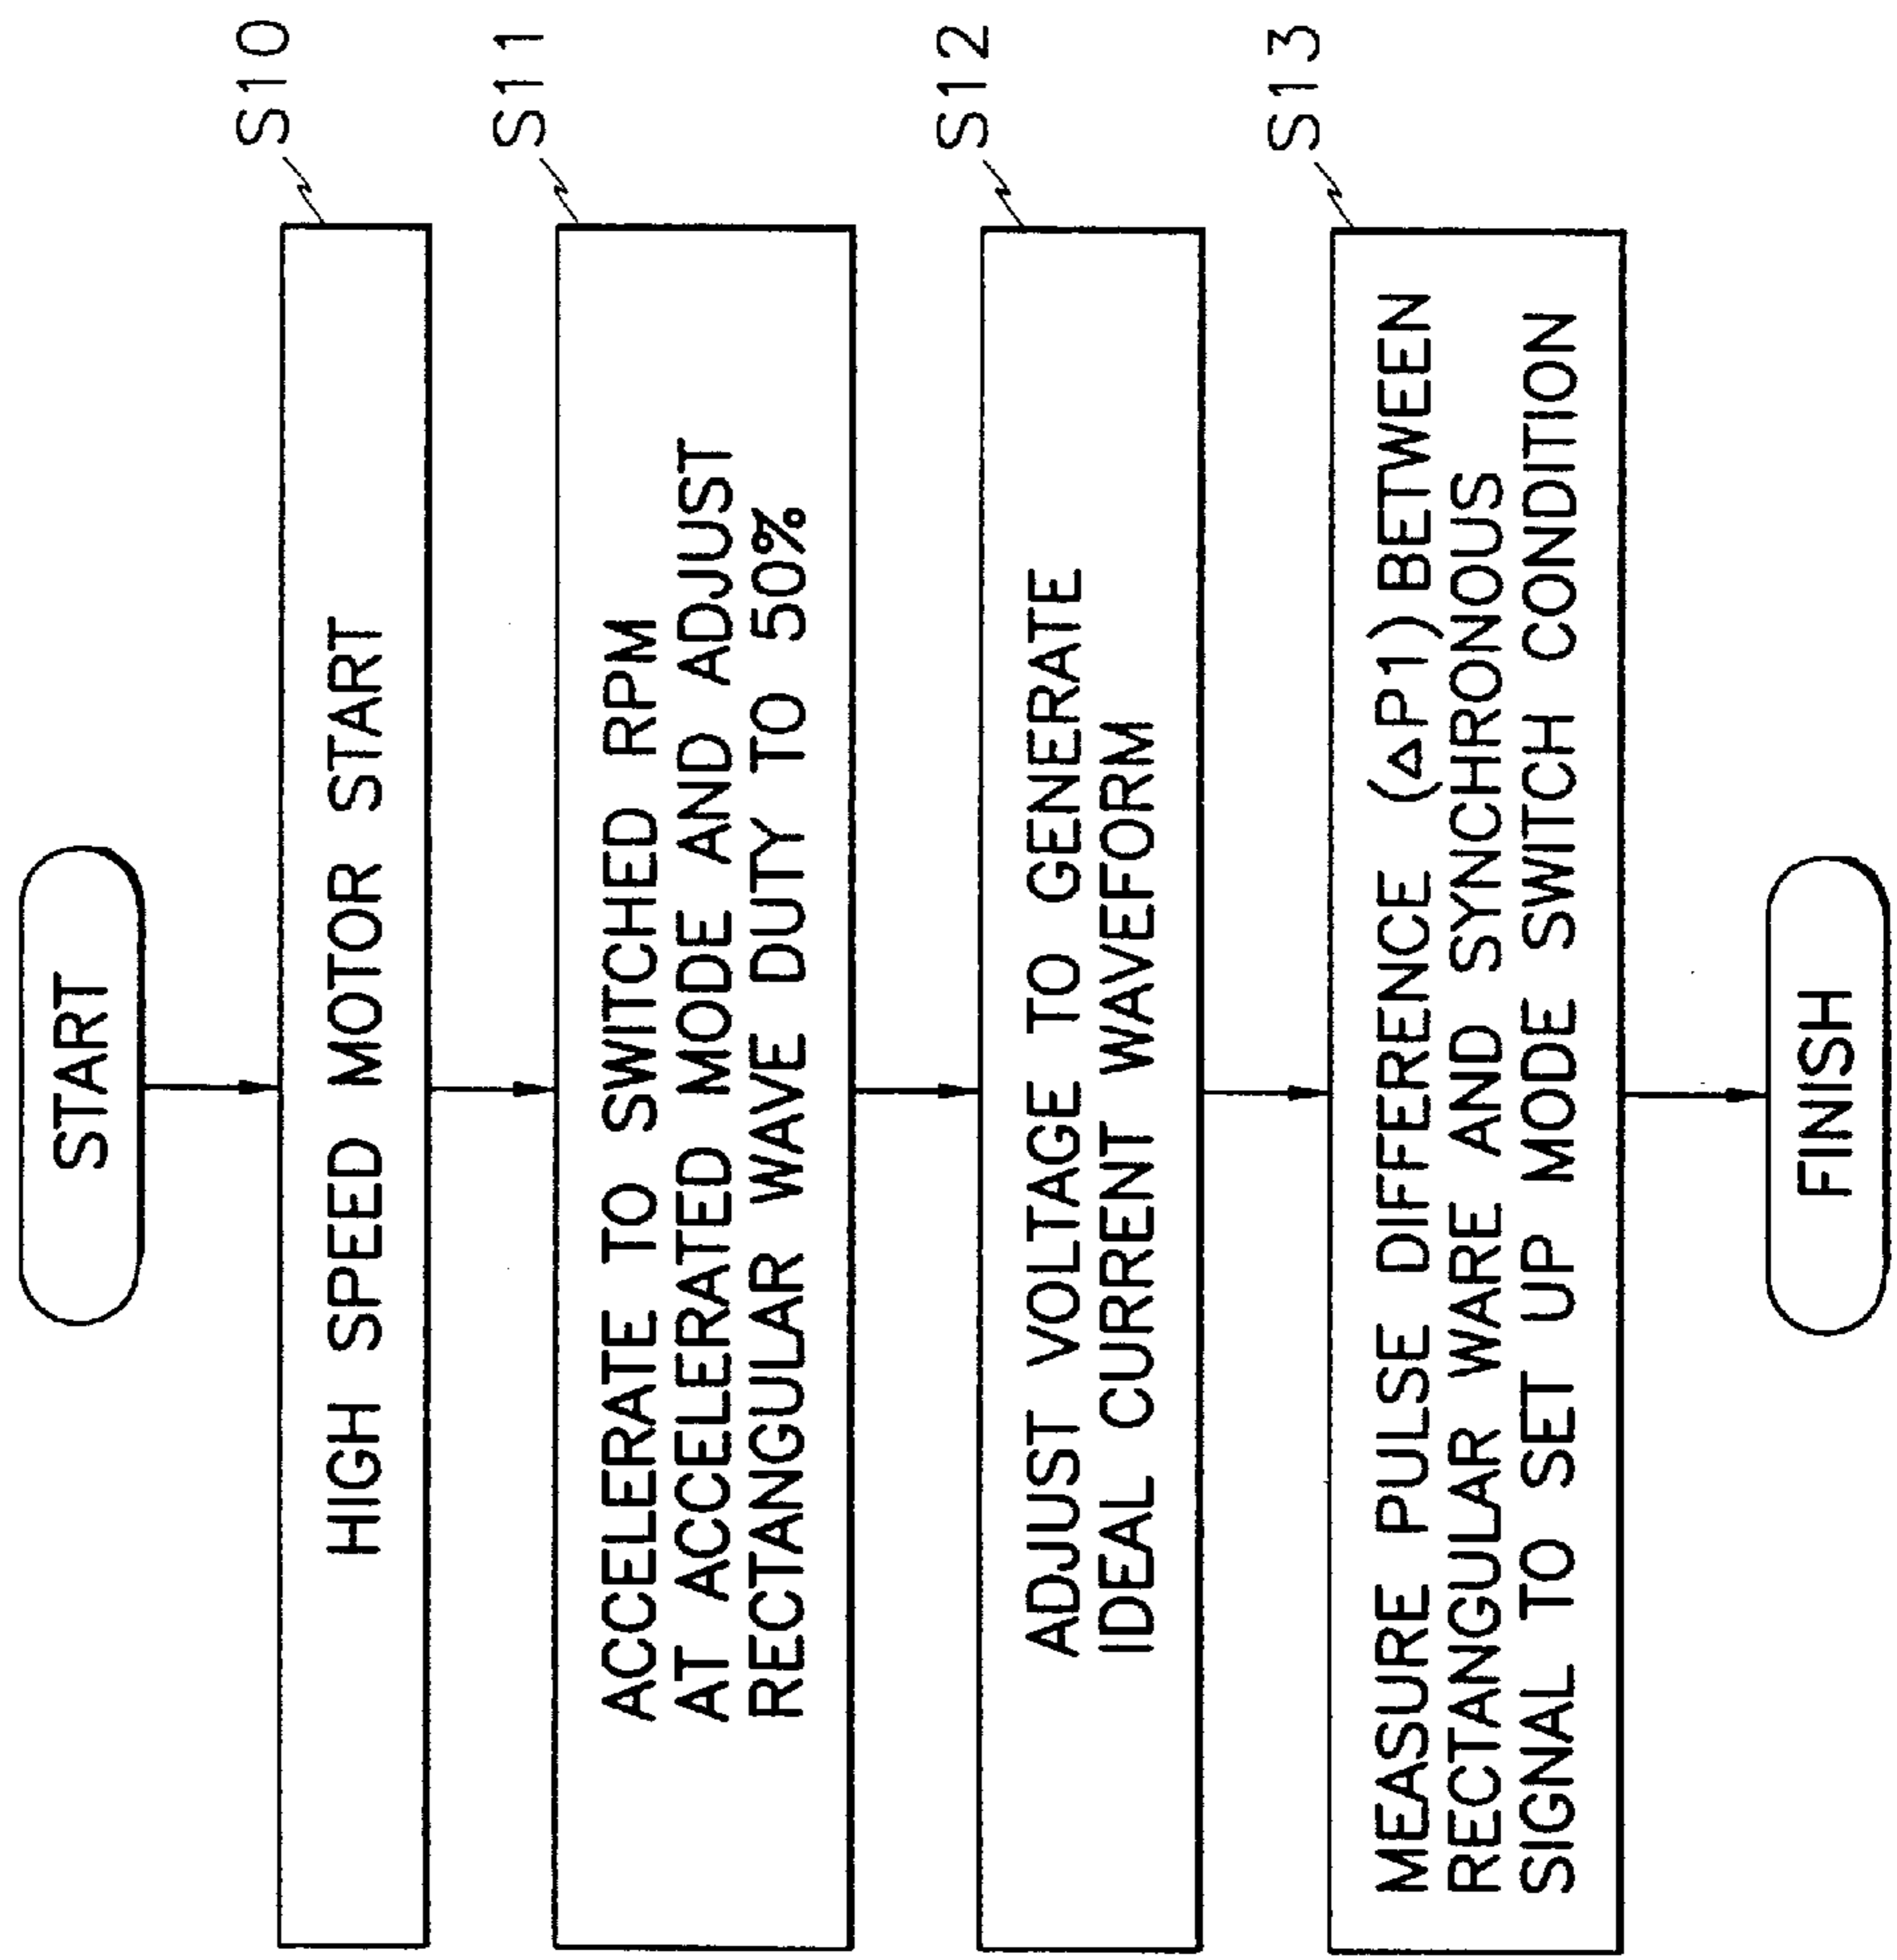 START
S10
HIGH SPEED MOTOR START
S11
ACCELERATE TO SWITCHED RPM
AT ACCELERATED MODE AND ADJUST
RECTANGULAR WAVE DUTY TO 50%
S12
ADJUST VOLTAGE TO GENERATE
IDEAL CURRENT WAVEFORM
S13
MEASURE PULSE DIFFERENCE (△P1) BETWEEN
RECTANGULAR WARE AND SYNCHRONOUS
SIGNAL TO SET UP MODE SWITCH CONDITION
FINISH